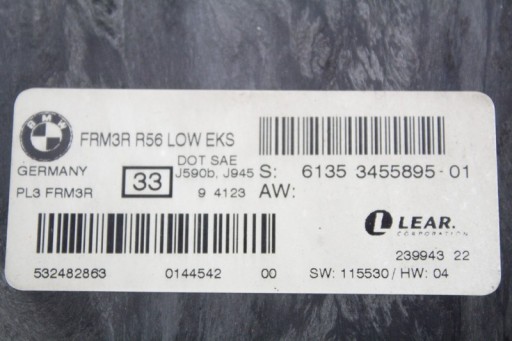 BMW
FRM3R R56 LOW EKS
DOT SAE
GERMANY 33 J590b, J945 S: 6135 3455895-01
PL3 FRM3R 9 4123 AW:
LEAR.
CORPORATION
239943 22
532482863 0144542 00 SW: 115530 / HW: 04